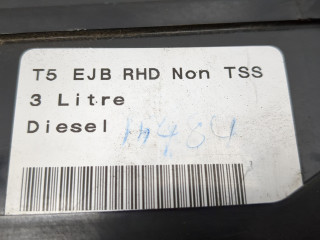 T5 EJB RHD Non TSS
3 Litre
Diesel